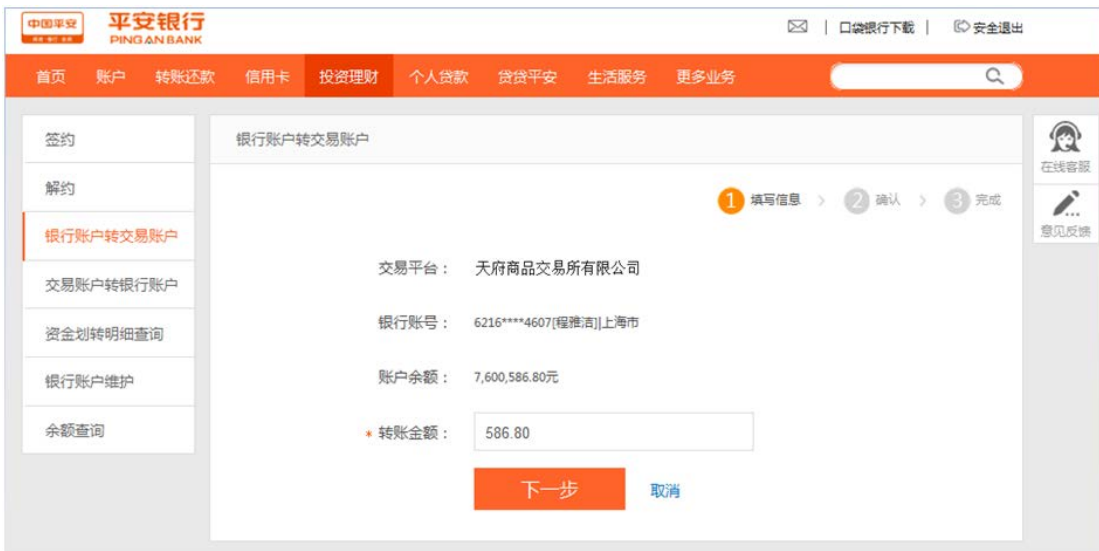 中国平安
平安银行
PING AN BANK
| 口袋银行下载 | 安全退出
首页 账户 转账还款 信用卡 投资理财 个人贷款 贷贷平安 生活服务 更多业务
签约
解约
银行账户转交易账户
交易账户转银行账户
资金划转明细查询
银行账户维护
余额查询
银行账户转交易账户
1 填写信息 > 2 确认 > 3 完成
交易平台： 天府商品交易所有限公司
银行账号： 6216****4607[程雅洁]|上海市
账户余额： 7,600,586.80元
* 转账金额： 586.80
下一步 取消
在线客服
意见反馈